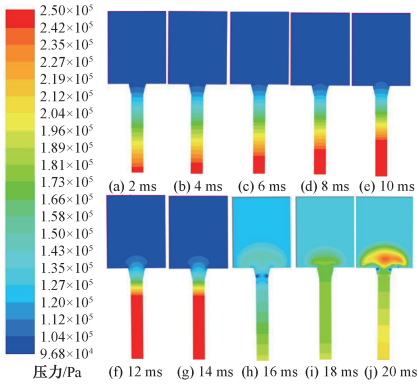 2.50×10⁵
2.42×10⁵
2.35×10⁵
2.27×10⁵
2.19×10⁵
2.12×10⁵
2.04×10⁵
1.96×10⁵
1.89×10⁵
1.81×10⁵
1.73×10⁵
1.66×10⁵
1.58×10⁵
1.50×10⁵
1.43×10⁵
1.35×10⁵
1.27×10⁵
1.20×10⁵
1.12×10⁵
1.04×10⁵
9.68×10⁴
压力/Pa
(a) 2 ms
(b) 4 ms
(c) 6 ms
(d) 8 ms
(e) 10 ms
(f) 12 ms
(g) 14 ms
(h) 16 ms
(i) 18 ms
(j) 20 ms